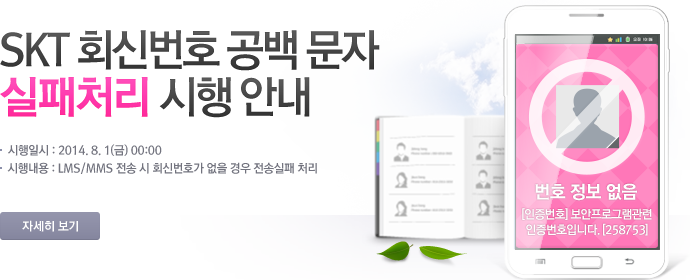 SKT 회신번호 공백 문자
실패처리 시행 안내
· 시행일시 : 2014. 8. 1(금) 00:00
· 시행내용 : LMS/MMS 전송 시 회신번호가 없을 경우 전송실패 처리
자세히 보기
번호 정보 없음
[인증번호] 보안프로그램관련
인증번호입니다. [258753]